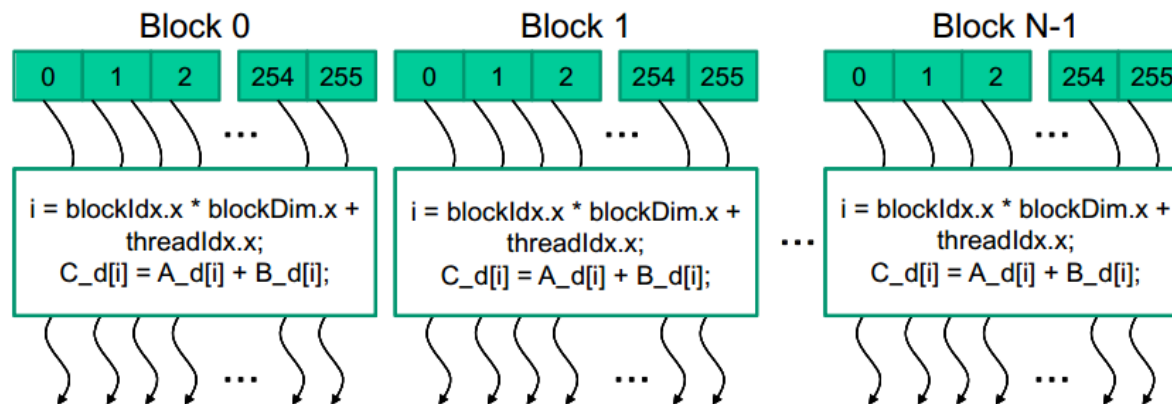 Block 0 Block 1 Block N-1
0 1 2 254 255 0 1 2 254 255 0 1 2 254 255
... ... ...
i = blockIdx.x * blockDim.x +
threadIdx.x;
C_d[i] = A_d[i] + B_d[i];
i = blockIdx.x * blockDim.x +
threadIdx.x;
C_d[i] = A_d[i] + B_d[i];
...
i = blockIdx.x * blockDim.x +
threadIdx.x;
C_d[i] = A_d[i] + B_d[i];
... ... ...